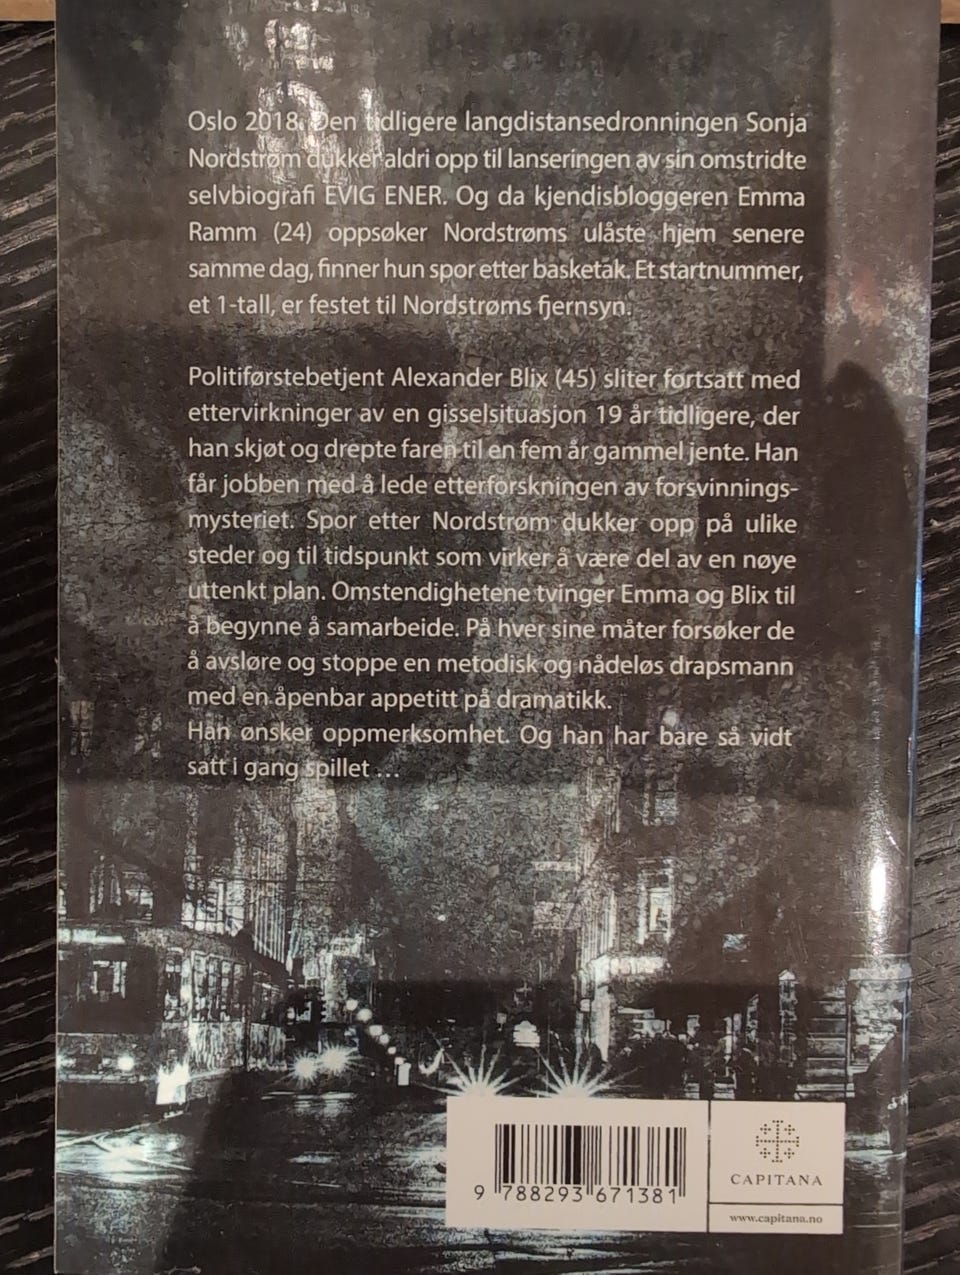 Oslo 2018. Den tidligere langdistansedronningen Sonja
Nordstrøm dukker aldri opp til lanseringen av sin omstridte
selvbiografi EVIG ENER. Og da kjendisbloggeren Emma
Ramm (24) oppsøker Nordstrøms ulåste hjem senere
samme dag, finner hun spor etter basketak. Et startnummer,
et 1-tall, er festet til Nordstrøms fjernsyn.
Politiførstebetjent Alexander Blix (45) sliter fortsatt med
ettervirkninger av en gisselsituasjon 19 år tidligere, der
han skjøt og drepte faren til en fem år gammel jente. Han
får jobben med å lede etterforskningen av forsvinnings-
mysteriet. Spor etter Nordstrøm dukker opp på ulike
steder og til tidspunkt som virker å være del av en nøye
uttenkt plan. Omstendighetene tvinger Emma og Blix til
å begynne å samarbeide. På hver sine måter forsøker de
å avsløre og stoppe en metodisk og nådeløs drapsmann
med en åpenbar appetitt på dramatikk.
Han ønsker oppmerksomhet. Og han har bare så vidt
satt i gang spillet ...
9 788293 671381
CAPITANA
www.capitana.no